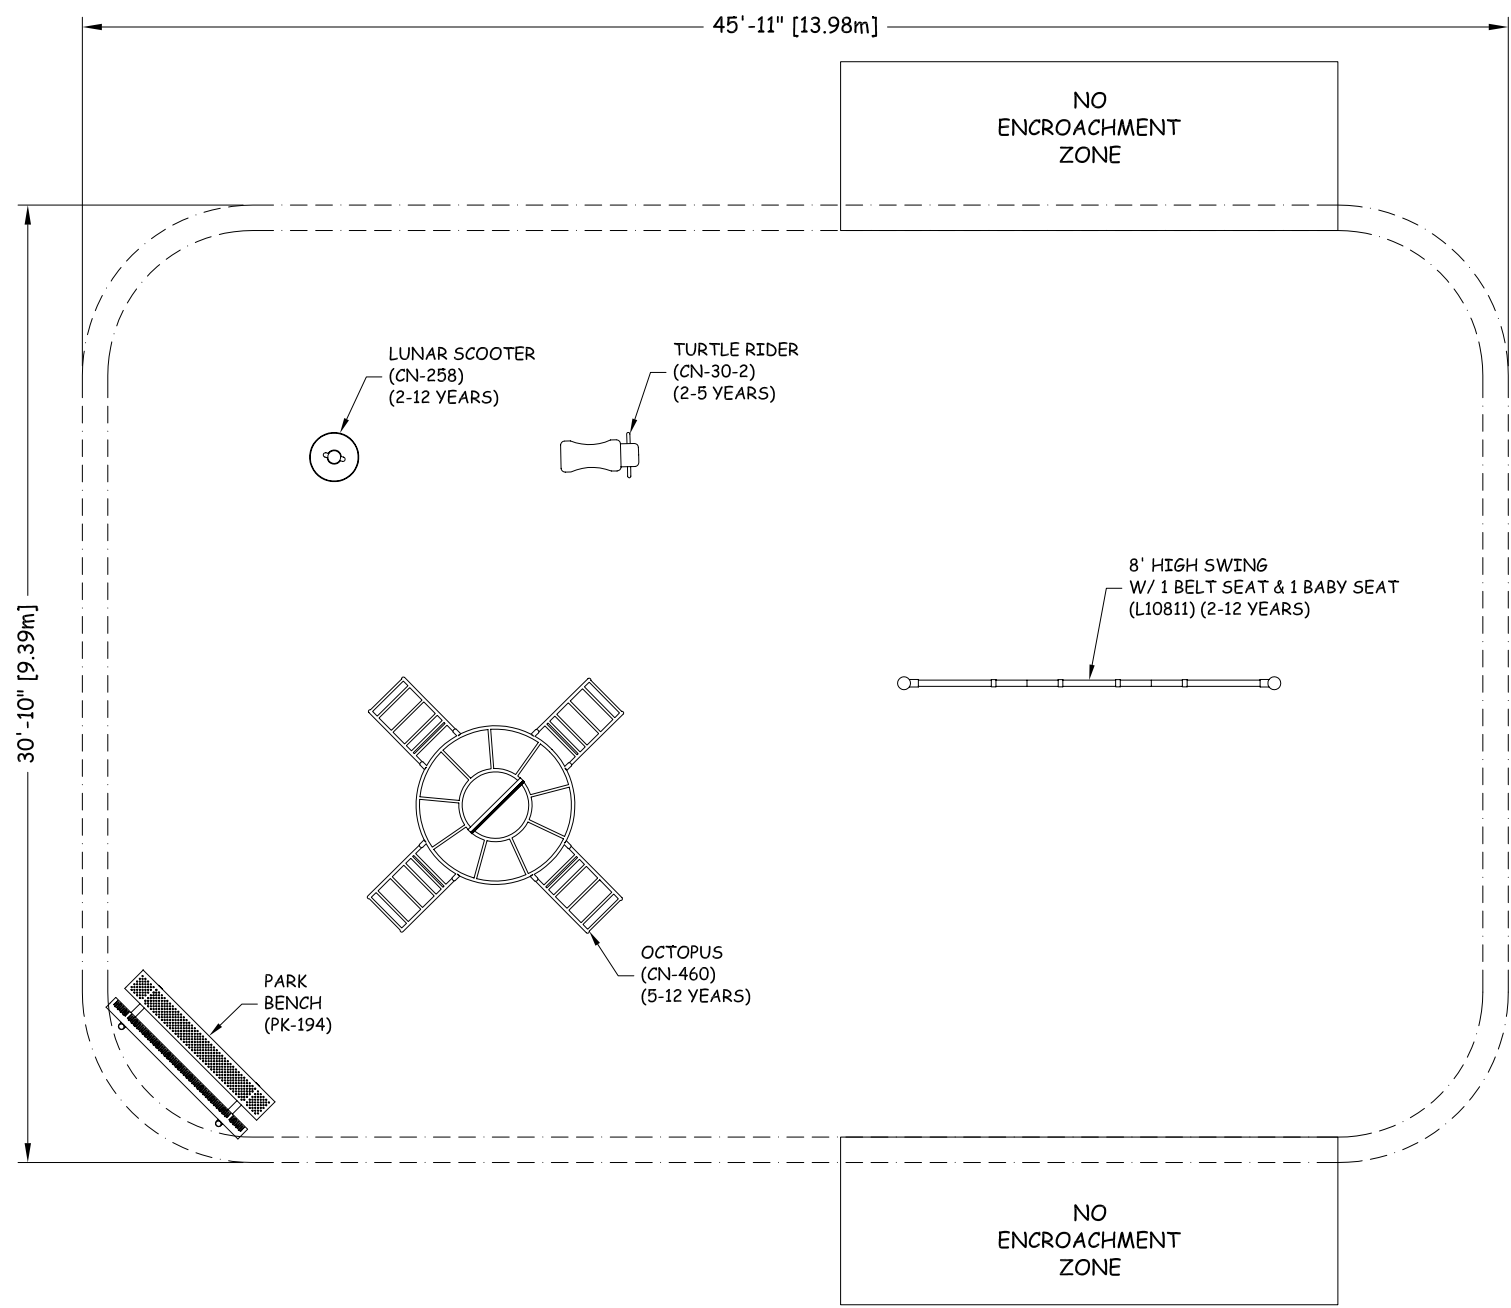 45'-11" [13.98m]
NO
ENCROACHMENT
ZONE
LUNAR SCOOTER
(CN-258)
(2-12 YEARS)
TURTLE RIDER
(CN-30-2)
(2-5 YEARS)
8' HIGH SWING
W/ 1 BELT SEAT & 1 BABY SEAT
(L10811) (2-12 YEARS)
30'-10" [9.39m]
OCTOPUS
(CN-460)
(5-12 YEARS)
PARK
BENCH
(PK-194)
NO
ENCROACHMENT
ZONE